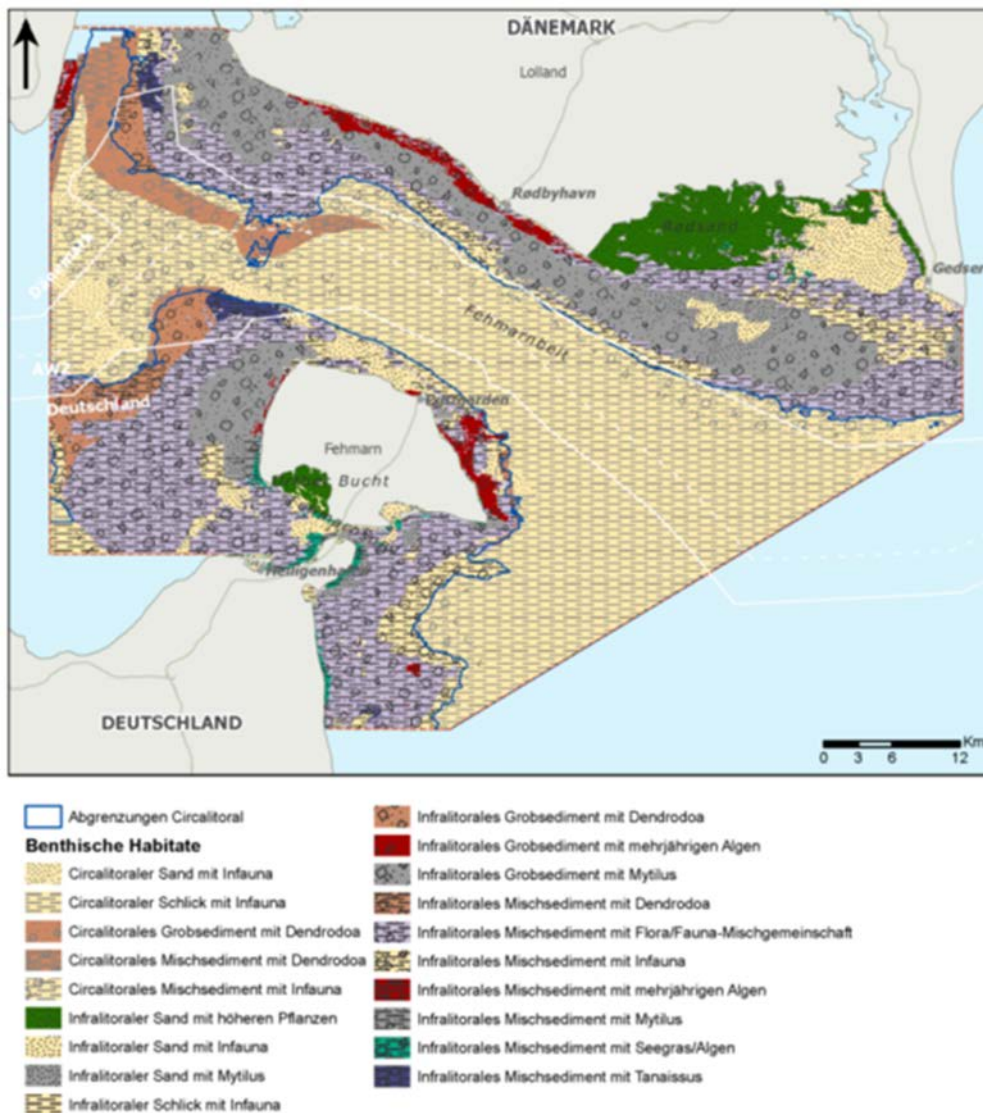 DÄNEMARK
Lolland
Rødbyhavn
Rødsand
Gedser
Dänemark
Fehmarnbelt
AWZ
Deutschland
Puttgarden
Fehmarn
Bucht
Heiligenhafen
DEUTSCHLAND
Km
0 3 6 12
Abgrenzungen Circalitoral
Benthische Habitate
Circalitoraler Sand mit Infauna
Circalitoraler Schlick mit Infauna
Circalitorales Grobsediment mit Dendrodoa
Circalitorales Mischsediment mit Dendrodoa
Circalitorales Mischsediment mit Infauna
Infralitoraler Sand mit höheren Pflanzen
Infralitoraler Sand mit Infauna
Infralitoraler Sand mit Mytilus
Infralitoraler Schlick mit Infauna
Infralitorales Grobsediment mit Dendrodoa
Infralitorales Grobsediment mit mehrjährigen Algen
Infralitorales Grobsediment mit Mytilus
Infralitorales Mischsediment mit Dendrodoa
Infralitorales Mischsediment mit Flora/Fauna-Mischgemeinschaft
Infralitorales Mischsediment mit Infauna
Infralitorales Mischsediment mit mehrjährigen Algen
Infralitorales Mischsediment mit Mytilus
Infralitorales Mischsediment mit Seegras/Algen
Infralitorales Mischsediment mit Tanaissus